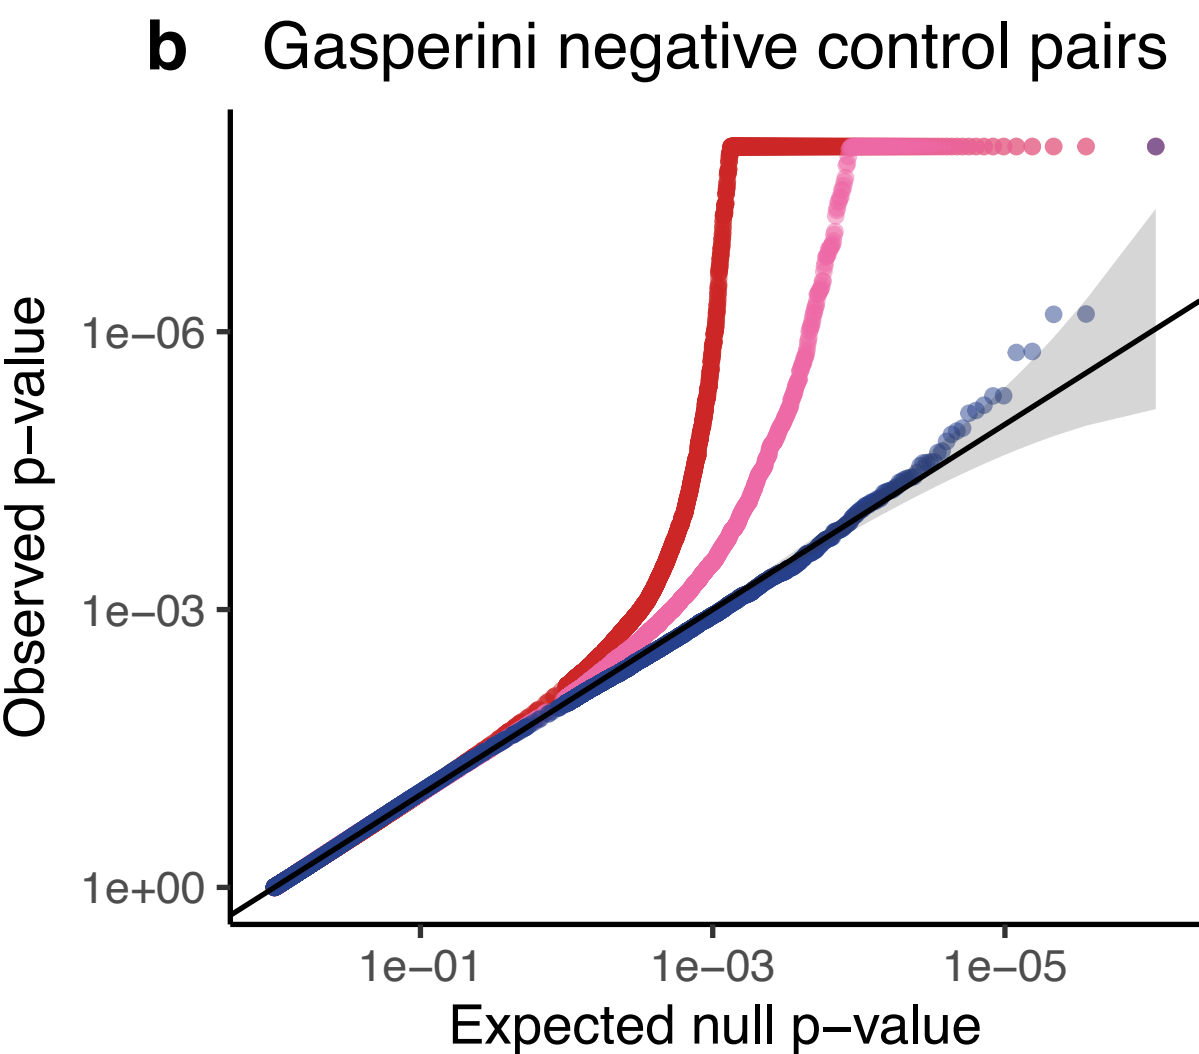 b Gasperini negative control pairs
Observed p−value
1e−06
1e−03
1e+00
1e−01 1e−03 1e−05
Expected null p−value